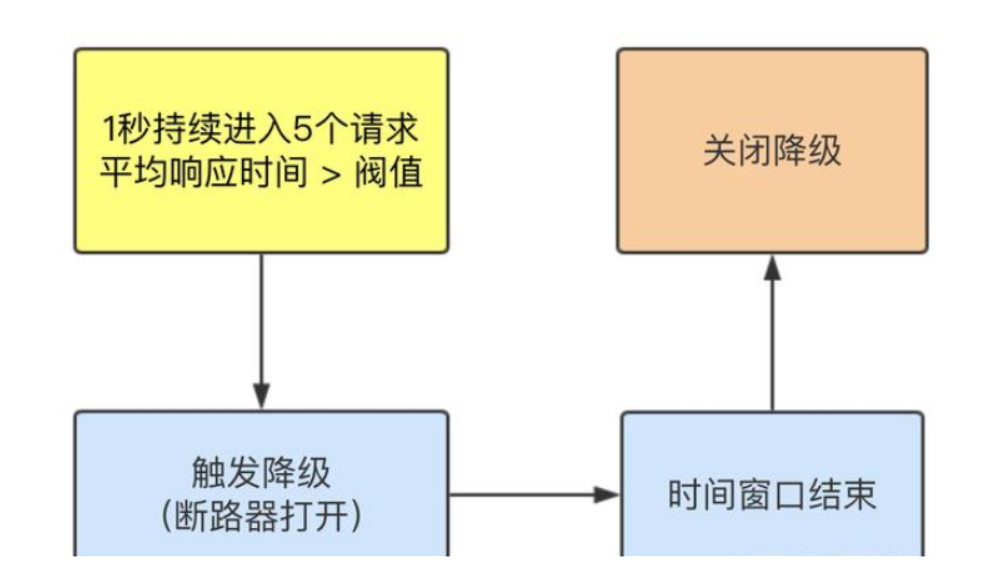 1秒持续进入5个请求
平均响应时间 > 阀值
触发降级
(断路器打开)
时间窗口结束
关闭降级